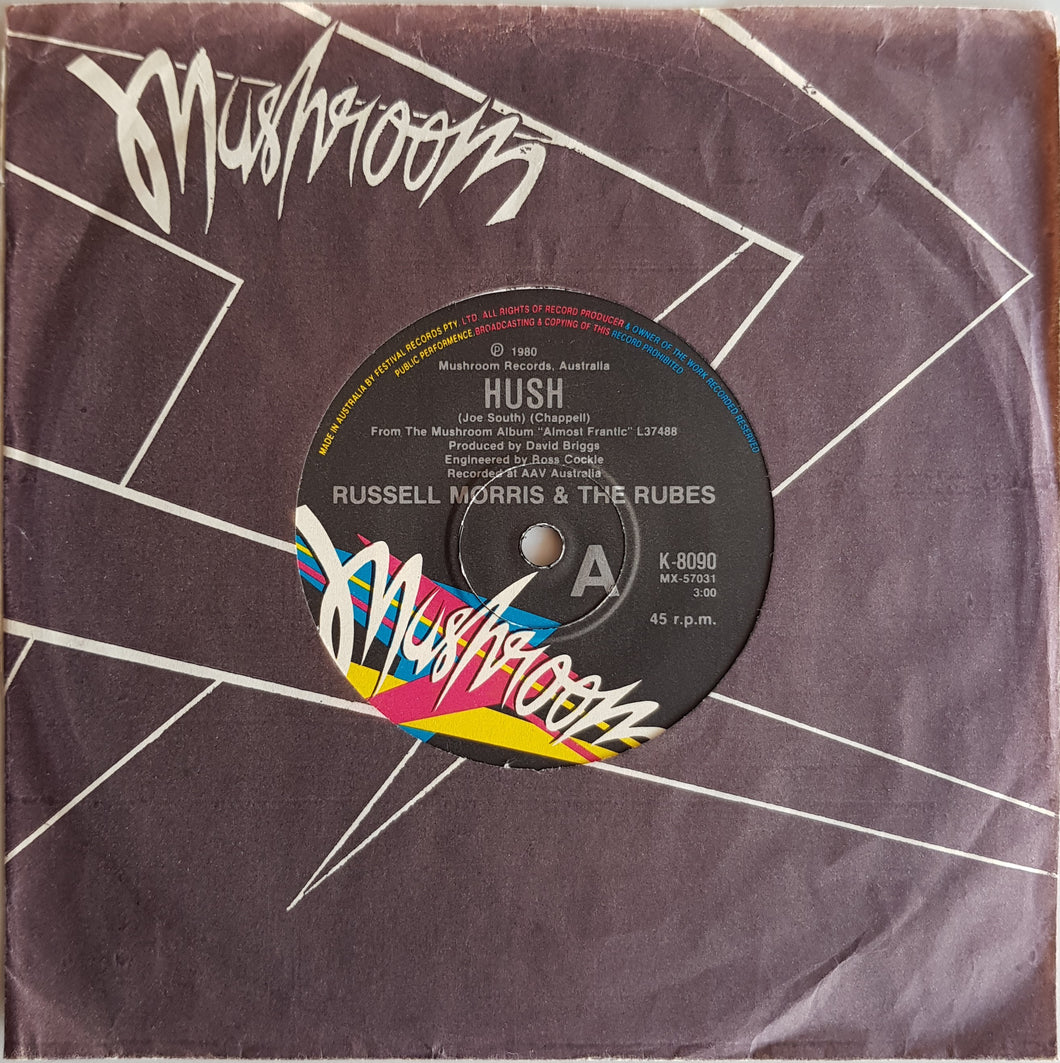 Mushroom
MADE IN AUSTRALIA BY FESTIVAL RECORDS PTY. LTD. ALL RIGHTS OF RECORD PRODUCER & OWNER OF THE WORK RECORDED RESERVED
PUBLIC PERFORMENCE. BROADCASTING & COPYING OF THIS RECORD PROHIBITED
Ⓟ 1980
Mushroom Records, Australia
HUSH
(Joe South) (Chappell)
From The Mushroom Album "Almost Frantic" L37488
Produced by David Briggs
Engineered by Ross Cockle
Recorded at AAV Australia
RUSSELL MORRIS & THE RUBES
A
K-8090
MX-57031
3:00
45 r.p.m.
Mushroom